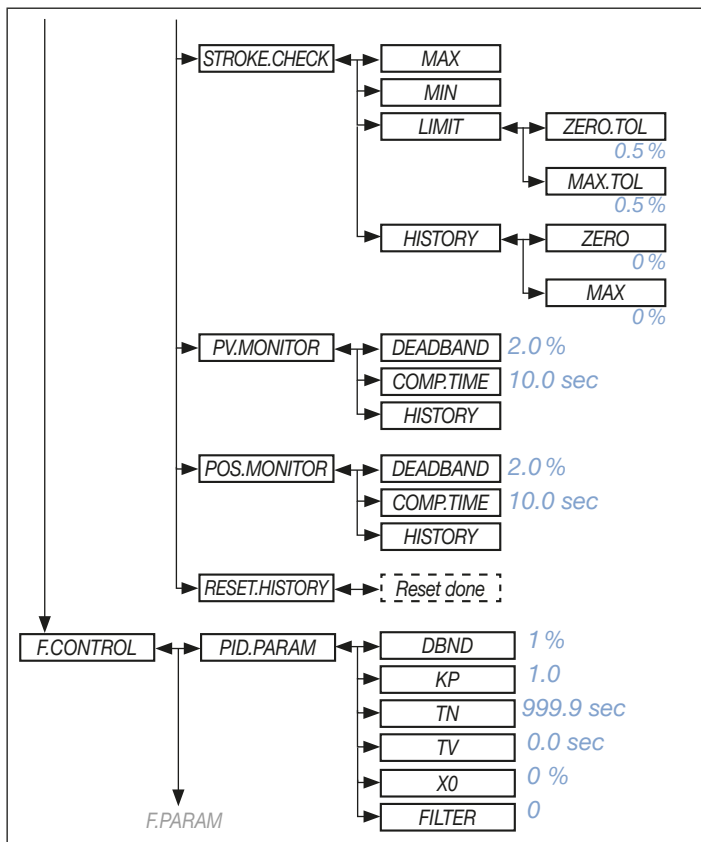 STROKE.CHECK
MAX
MIN
LIMIT
ZERO.TOL
0.5 %
MAX.TOL
0.5 %
HISTORY
ZERO
0 %
MAX
0 %
PV.MONITOR
DEADBAND 2.0 %
COMP.TIME 10.0 sec
HISTORY
POS.MONITOR
DEADBAND 2.0 %
COMP.TIME 10.0 sec
HISTORY
RESET.HISTORY
Reset done
F.CONTROL
PID.PARAM
DBND 1 %
KP 1.0
TN 999.9 sec
TV 0.0 sec
X0 0 %
FILTER 0
F.PARAM